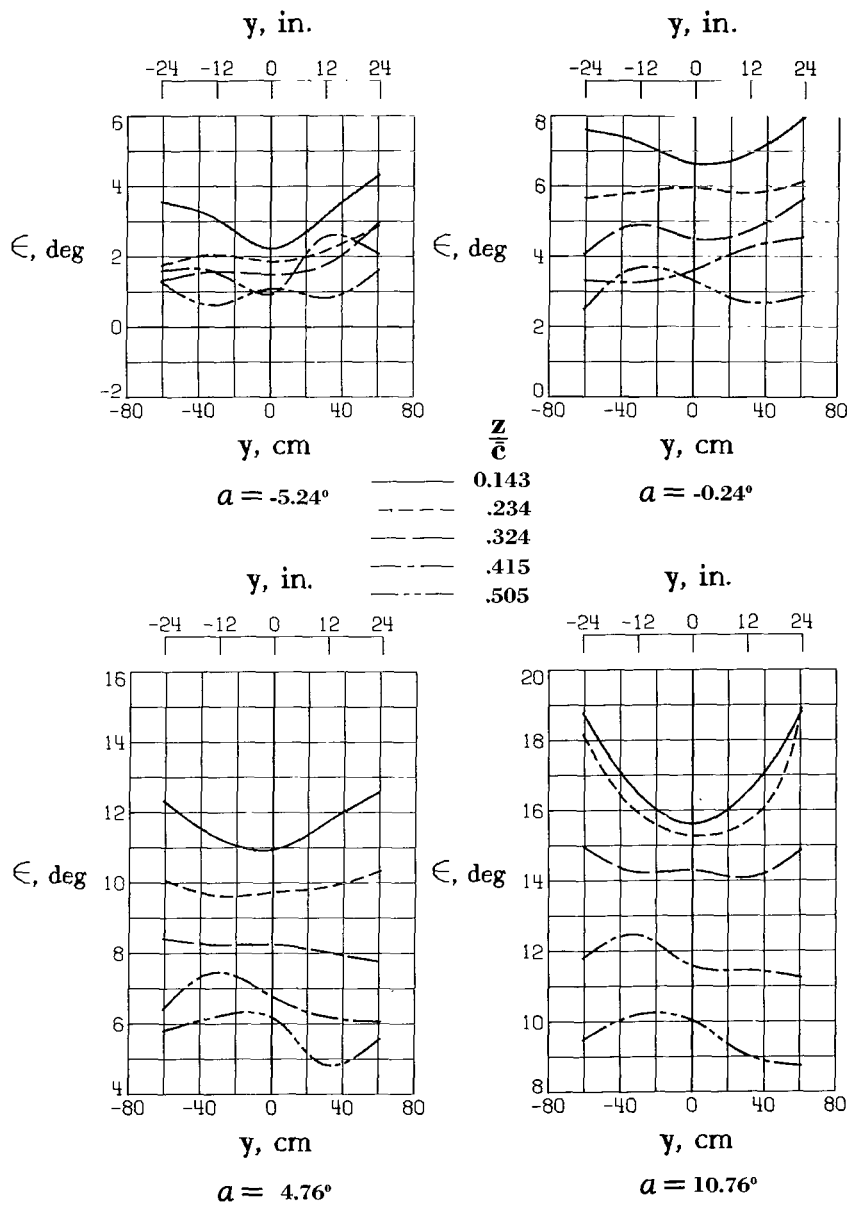 y, in.
-24 -12 0 12 24
6
4
2
0
-2
ϵ, deg
-80 -40 0 40 80
y, cm
a = -5.24°
y, in.
-24 -12 0 12 24
8
6
4
2
0
ϵ, deg
-80 -40 0 40 80
y, cm
a = -0.24°
z/c̄
0.143
.234
.324
.415
.505
y, in.
-24 -12 0 12 24
16
14
12
10
8
6
4
ϵ, deg
-80 -40 0 40 80
y, cm
a = 4.76°
y, in.
-24 -12 0 12 24
20
18
16
14
12
10
8
ϵ, deg
-80 -40 0 40 80
y, cm
a = 10.76°